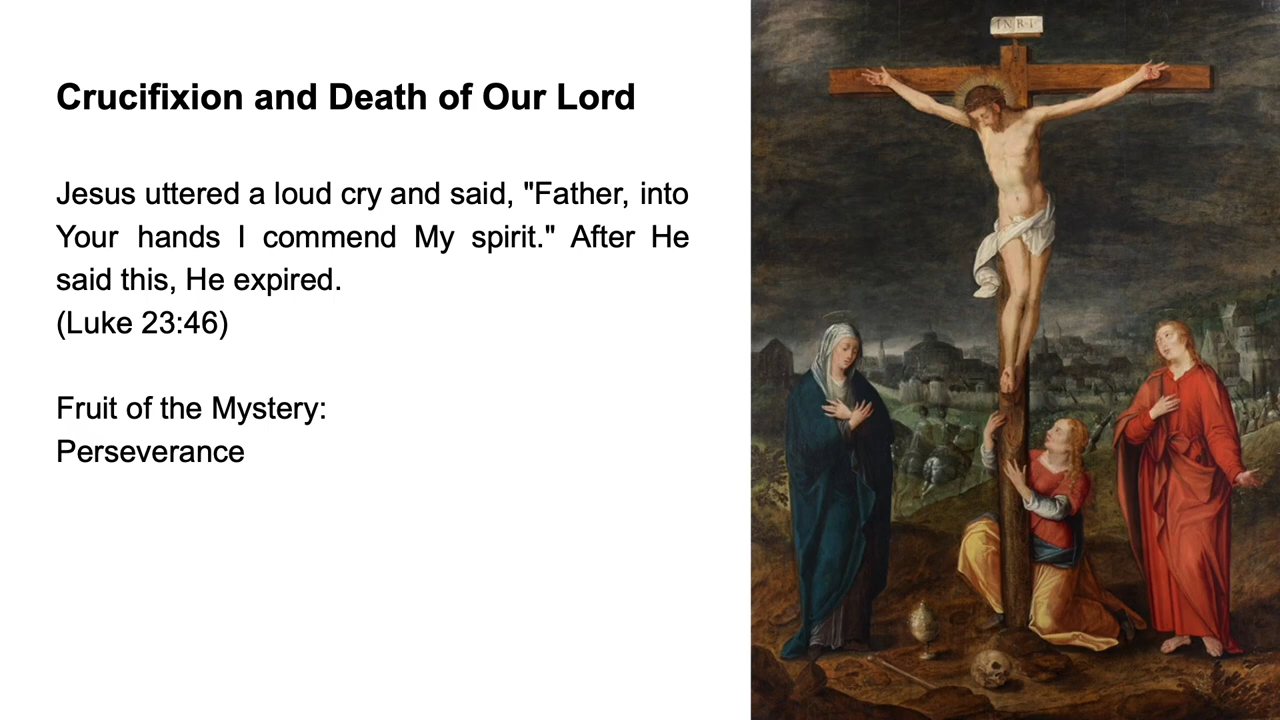 Crucifixion and Death of Our Lord
Jesus uttered a loud cry and said, "Father, into
Your hands I commend My spirit." After He
said this, He expired.
(Luke 23:46)
Fruit of the Mystery:
Perseverance
INRI